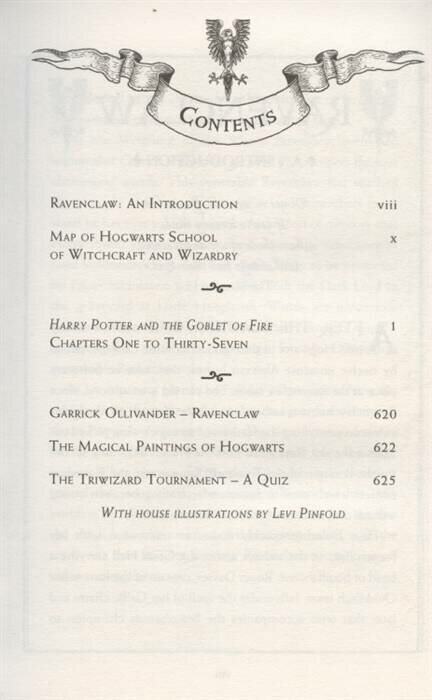 CONTENTS
RAVENCLAW: AN INTRODUCTION viii
MAP OF HOGWARTS SCHOOL x
OF WITCHCRAFT AND WIZARDRY
HARRY POTTER AND THE GOBLET OF FIRE 1
CHAPTERS ONE TO THIRTY-SEVEN
GARRICK OLLIVANDER – RAVENCLAW 620
THE MAGICAL PAINTINGS OF HOGWARTS 622
THE TRIWIZARD TOURNAMENT – A QUIZ 625
WITH HOUSE ILLUSTRATIONS BY LEVI PINFOLD